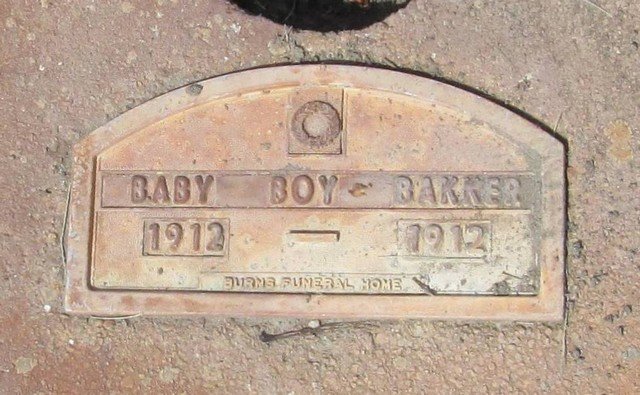 BABY BOY BAKKER
1912 — 1912
BURNS FUNERAL HOME